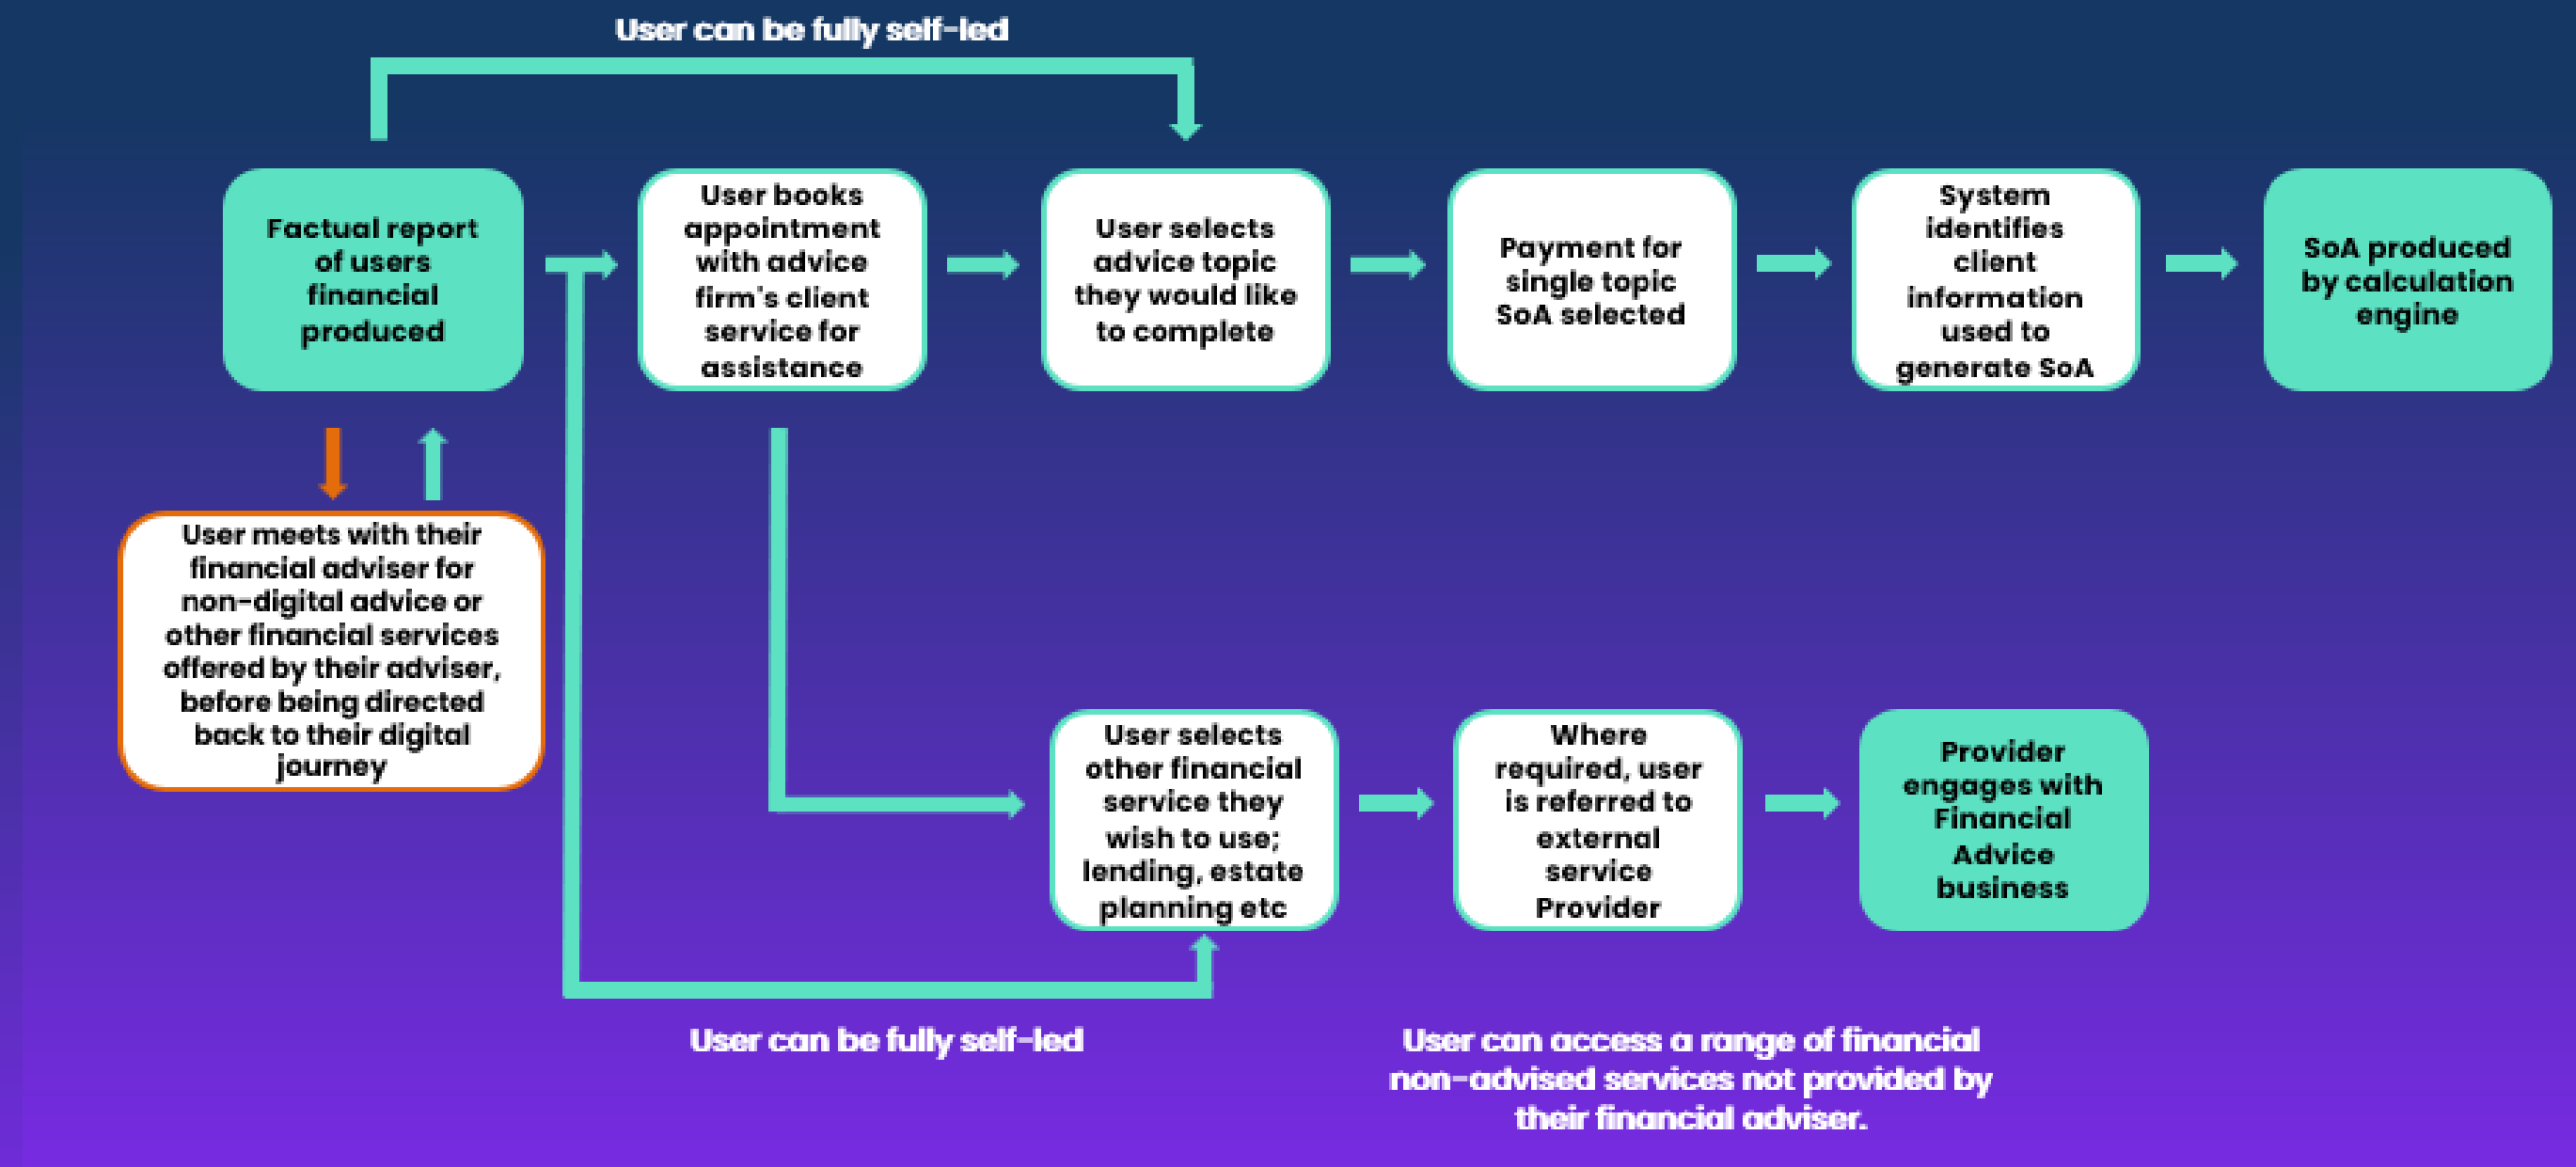 User can be fully self-led
Factual report
of users
financial
produced
User books
appointment
with advice
firm's client
service for
assistance
User selects
advice topic
they would like
to complete
Payment for
single topic
SoA selected
System
identifies
client
information
used to
generate SoA
SoA produced
by calculation
engine
User meets with their
financial adviser for
non-digital advice or
other financial services
offered by their adviser,
before being directed
back to their digital
journey
User selects
other financial
service they
wish to use;
lending, estate
planning etc
Where
required, user
is referred to
external
service
Provider
Provider
engages with
Financial
Advice
business
User can be fully self-led
User can access a range of financial
non-advised services not provided by
their financial adviser.